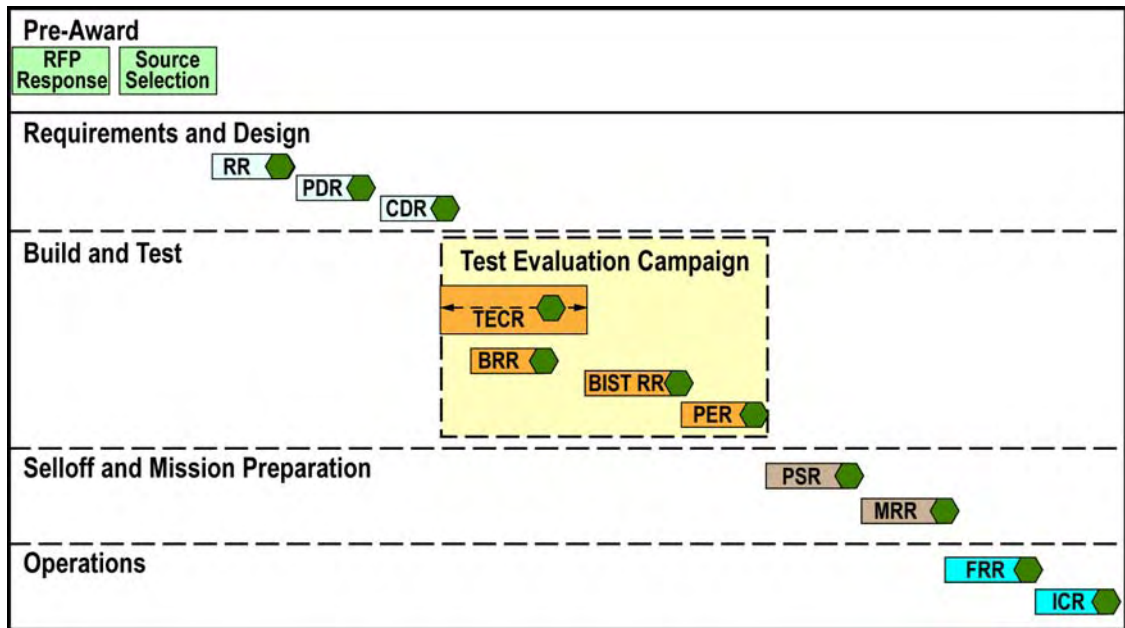 Pre-Award
RFP
Response
Source
Selection
Requirements and Design
RR
PDR
CDR
Build and Test
Test Evaluation Campaign
TECR
BRR
BIST RR
PER
Selloff and Mission Preparation
PSR
MRR
Operations
FRR
ICR